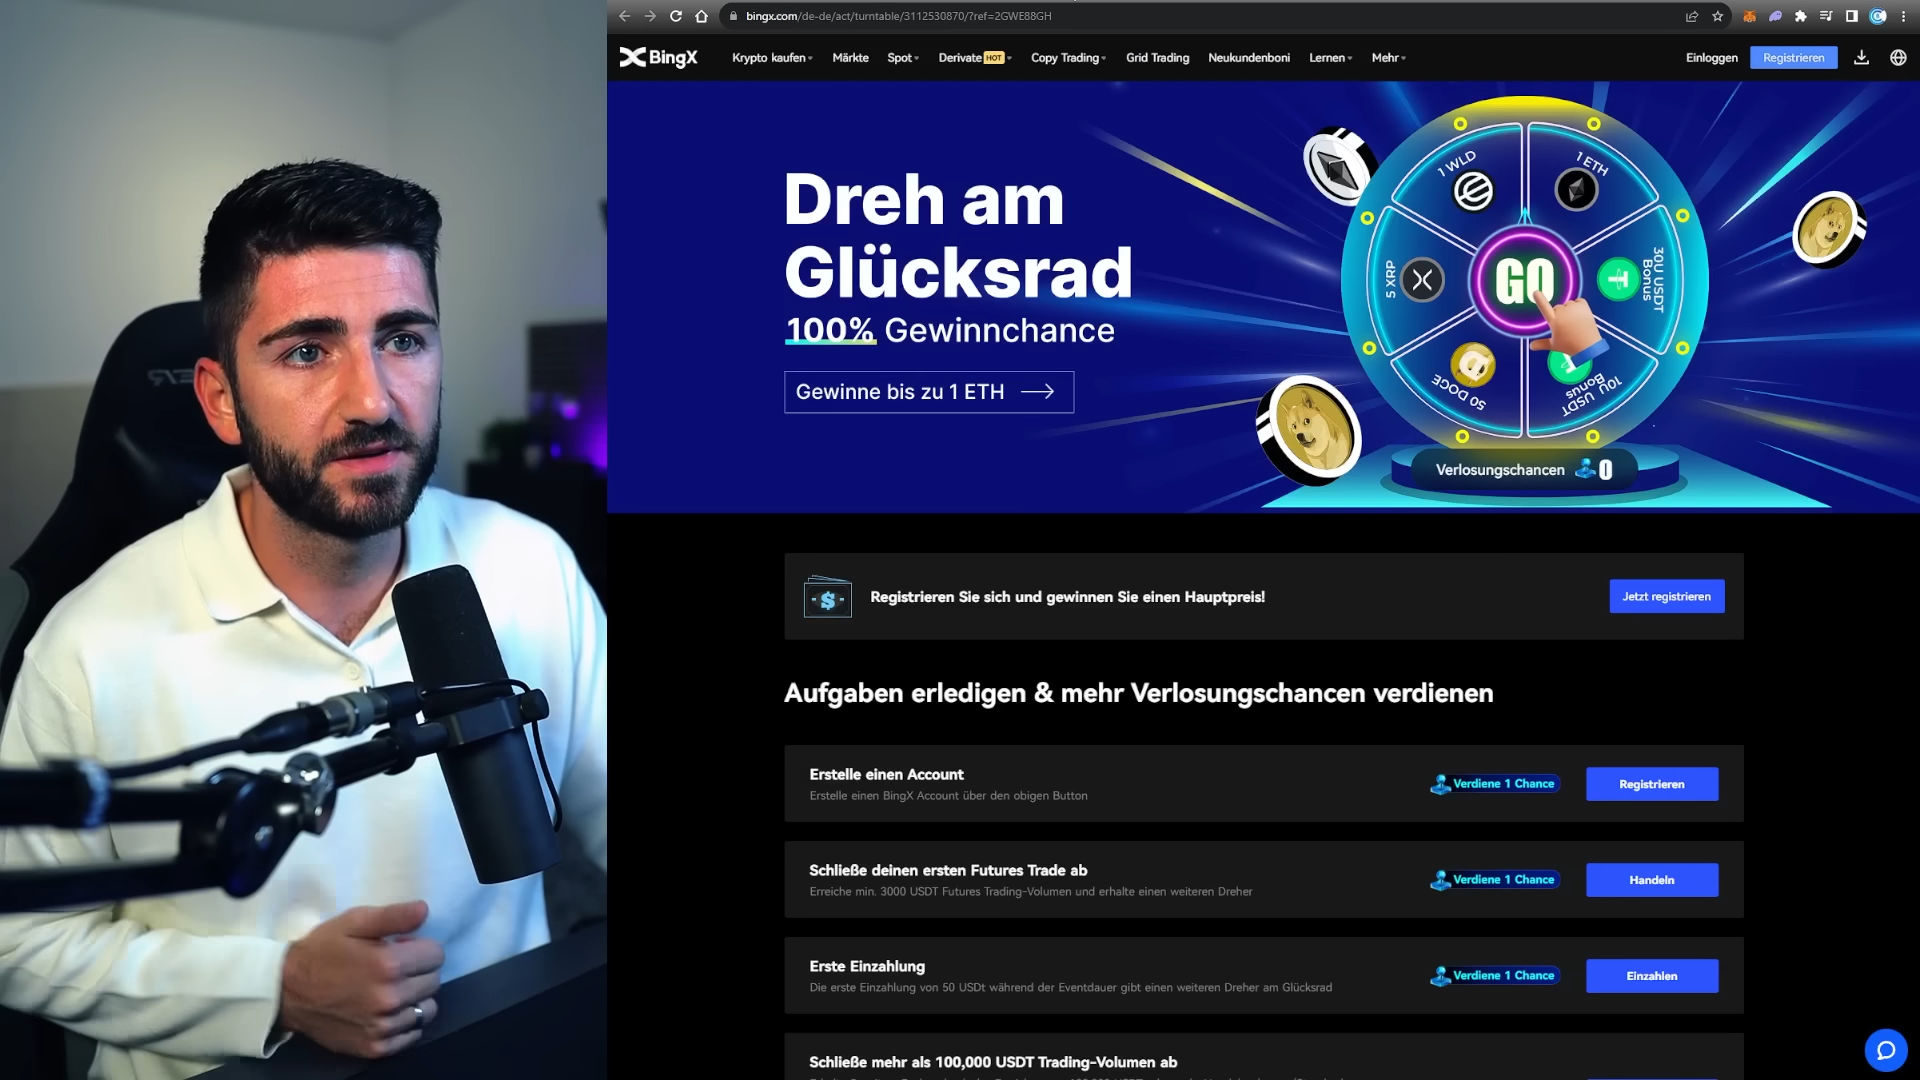 bingx.com/de-de/act/turntable/3112530870/?ref=2GWE88GH
BingX
Krypto kaufen
Märkte
Spot
Derivate HOT
Copy Trading
Grid Trading
Neukundenboni
Lernen
Mehr
Einloggen
Registrieren
Dreh am
Glücksrad
100% Gewinnchance
Gewinne bis zu 1 ETH
1 WLD
1 ETH
5 XRP
GO
30U USDT
Bonus
50 DOGE
10U USDT
Bonus
Verlosungschancen 0
Registrieren Sie sich und gewinnen Sie einen Hauptpreis!
Jetzt registrieren
Aufgaben erledigen & mehr Verlosungschancen verdienen
Erstelle einen Account
Erstelle einen BingX Account über den obigen Button
Verdiene 1 Chance
Registrieren
Schließe deinen ersten Futures Trade ab
Erreiche min. 3000 USDT Futures Trading-Volumen und erhalte einen weiteren Dreher
Verdiene 1 Chance
Handeln
Erste Einzahlung
Die erste Einzahlung von 50 USDt während der Eventdauer gibt einen weiteren Dreher am Glücksrad
Verdiene 1 Chance
Einzahlen
Schließe mehr als 100,000 USDT Trading-Volumen ab